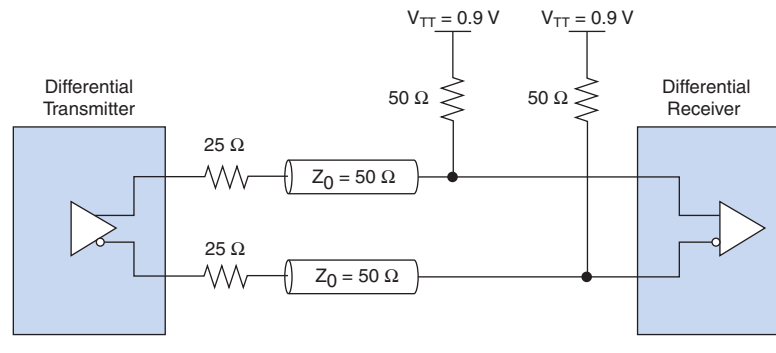 V_TT = 0.9 V
V_TT = 0.9 V
Differential
Transmitter
50 Ω
50 Ω
Differential
Receiver
25 Ω
Z_0 = 50 Ω
25 Ω
Z_0 = 50 Ω